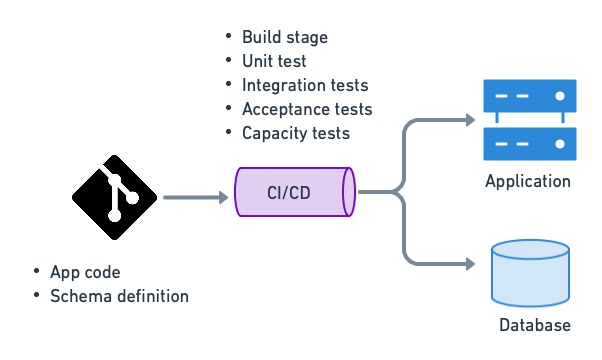 • Build stage
• Unit test
• Integration tests
• Acceptance tests
• Capacity tests
CI/CD
Application
• App code
• Schema definition
Database